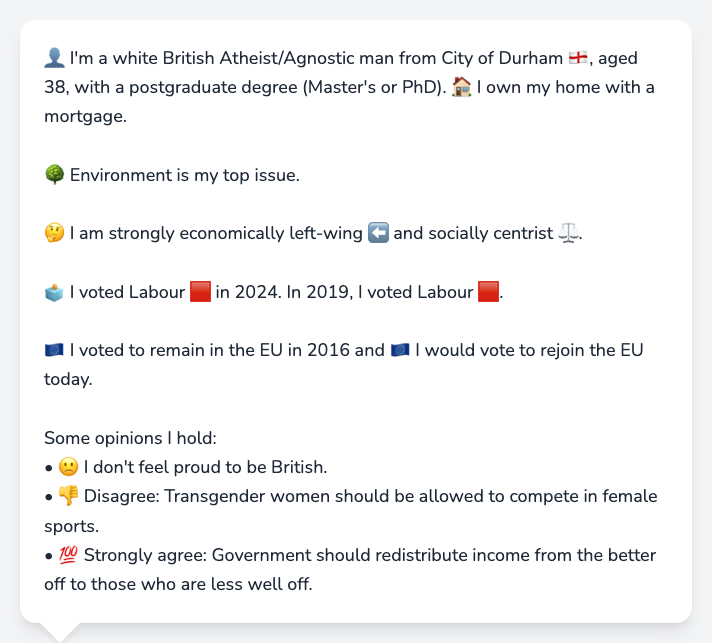 👤 I'm a white British Atheist/Agnostic man from City of Durham 🏴󠁧󠁢󠁥󠁮󠁧󠁿, aged
38, with a postgraduate degree (Master's or PhD). 🏠 I own my home with a
mortgage.
🌳 Environment is my top issue.
🤔 I am strongly economically left-wing ⬅️ and socially centrist ⚖️.
🗳️ I voted Labour 🟥 in 2024. In 2019, I voted Labour 🟥.
🇪🇺 I voted to remain in the EU in 2016 and 🇪🇺 I would vote to rejoin the EU
today.
Some opinions I hold:
• 🙁 I don't feel proud to be British.
• 👎 Disagree: Transgender women should be allowed to compete in female
sports.
• 💯 Strongly agree: Government should redistribute income from the better
off to those who are less well off.